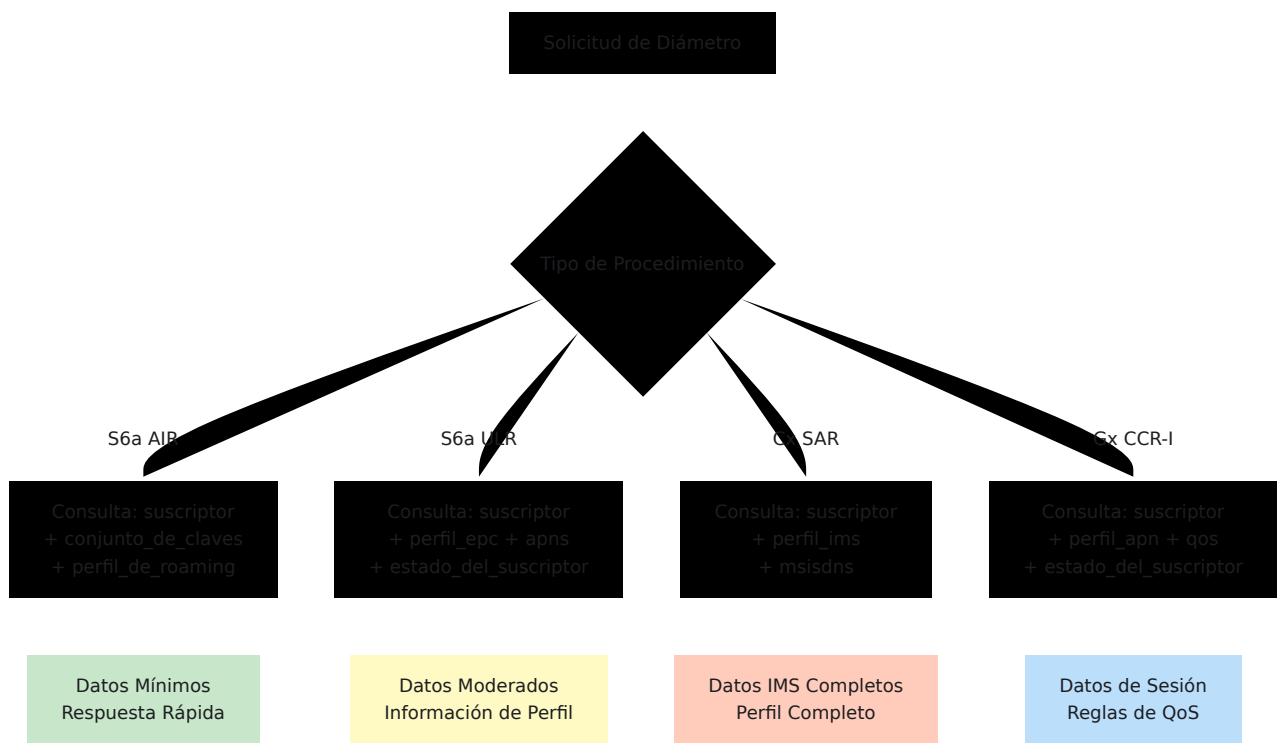 Solicitud de Diámetro
Tipo de Procedimiento
S6a AIR
S6a ULR
Cx SAR
Gx CCR-I
Consulta: suscriptor
+ conjunto_de_claves
+ perfil_de_roaming
Consulta: suscriptor
+ perfil_epc + apns
+ estado_del_suscriptor
Consulta: suscriptor
+ perfil_ims
+ msisdns
Consulta: suscriptor
+ perfil_apn + qos
+ estado_del_suscriptor
Datos Mínimos
Respuesta Rápida
Datos Moderados
Información de Perfil
Datos IMS Completos
Perfil Completo
Datos de Sesión
Reglas de QoS